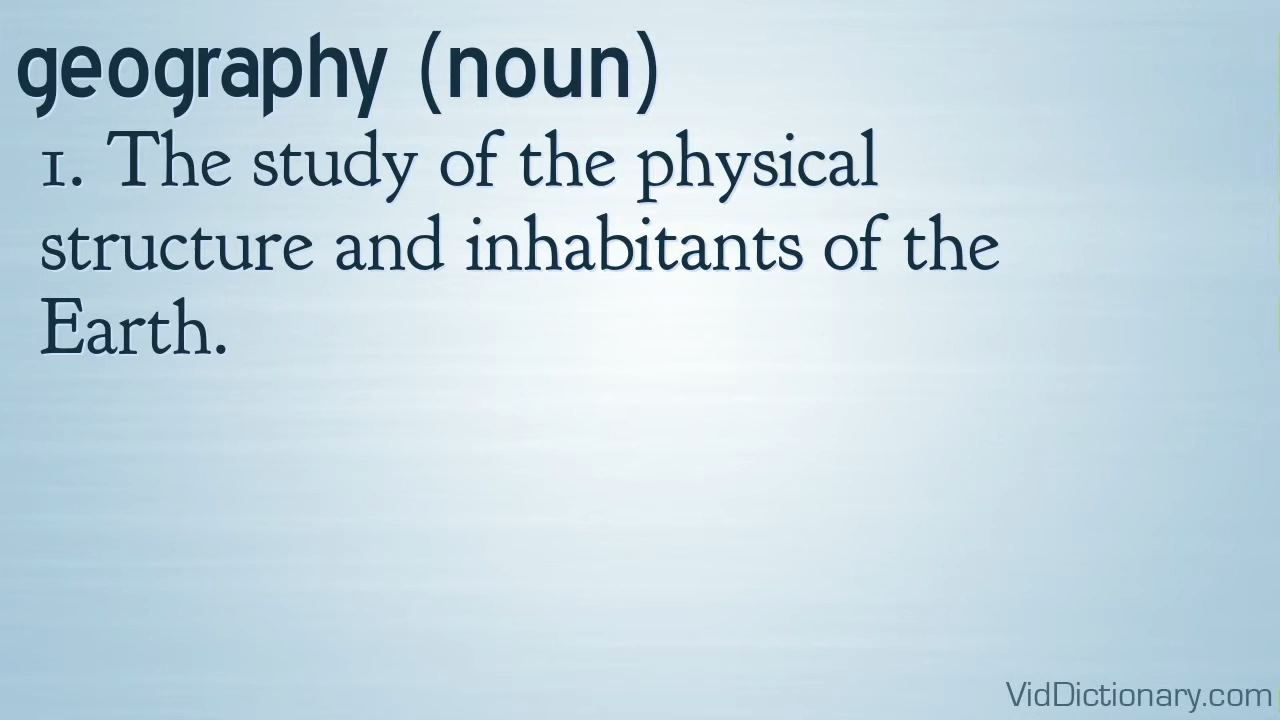 geography (noun)
1. The study of the physical
structure and inhabitants of the
Earth.
VidDictionary.com